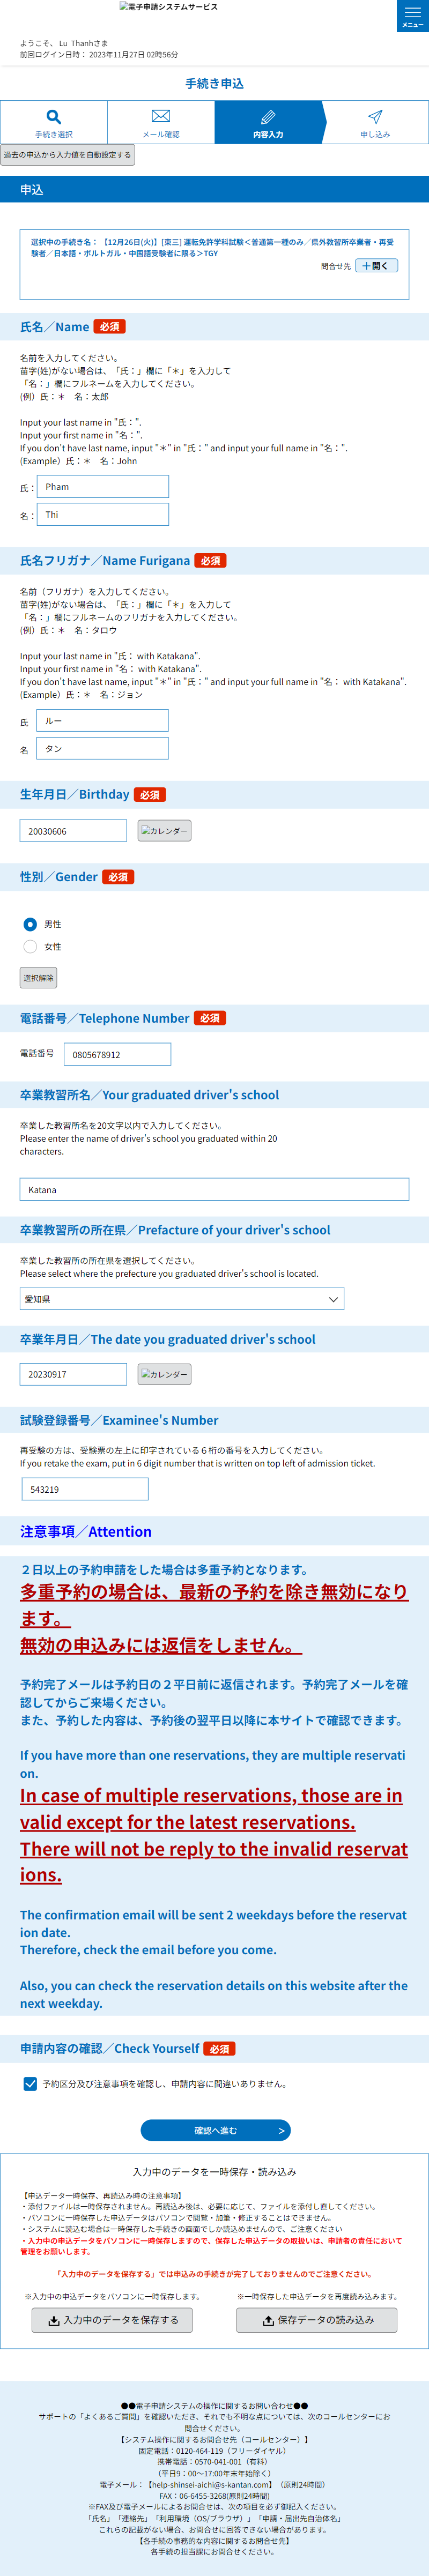 電子申請システムサービス
メニュー
ようこそ、 Lu Thanhさま
前回ログイン日時： 2023年11月27日 02時56分
手続き申込
手続き選択
メール確認
内容入力
申し込み
過去の申込から入力値を自動設定する
申込
選択中の手続き名： 【12月26日(火)】[東三] 運転免許学科試験＜普通第一種のみ／県外教習所卒業者・再受
験者／日本語・ポルトガル・中国語受験者に限る＞TGY
問合せ先 ＋開く
氏名／Name 必須
名前を入力してください。
苗字(姓)がない場合は、「氏：」欄に「＊」を入力して
「名：」欄にフルネームを入力してください。
(例）氏：＊　名：太郎
Input your last name in "氏：".
Input your first name in "名：".
If you don't have last name, input "＊" in "氏：" and input your full name in "名：".
(Example）氏：＊　名：John
氏： Pham
名： Thi
氏名フリガナ／Name Furigana 必須
名前（フリガナ）を入力してください。
苗字(姓)がない場合は、「氏：」欄に「＊」を入力して
「名：」欄にフルネームのフリガナを入力してください。
(例）氏：＊　名：タロウ
Input your last name in "氏： with Katakana".
Input your first name in "名： with Katakana".
If you don't have last name, input "＊" in "氏：" and input your full name in "名： with Katakana".
(Example）氏：＊　名：ジョン
氏 ルー
名 タン
生年月日／Birthday 必須
20030606 カレンダー
性別／Gender 必須
男性
女性
選択解除
電話番号／Telephone Number 必須
電話番号 0805678912
卒業教習所名／Your graduated driver's school
卒業した教習所名を20文字以内で入力してください。
Please enter the name of driver's school you graduated within 20
characters.
Katana
卒業教習所の所在県／Prefacture of your driver's school
卒業した教習所の所在県を選択してください。
Please select where the prefecture you graduated driver's school is located.
愛知県
卒業年月日／The date you graduated driver's school
20230917 カレンダー
試験登録番号／Examinee's Number
再受験の方は、受験票の左上に印字されている６桁の番号を入力してください。
If you retake the exam, put in 6 digit number that is written on top left of admission ticket.
543219
注意事項／Attention
２日以上の予約申請をした場合は多重予約となります。
多重予約の場合は、最新の予約を除き無効になり
ます。
無効の申込みには返信をしません。
予約完了メールは予約日の２平日前に返信されます。予約完了メールを確
認してからご来場ください。
また、予約した内容は、予約後の翌平日以降に本サイトで確認できます。
If you have more than one reservations, they are multiple reservati
on.
In case of multiple reservations, those are in
valid except for the latest reservations.
There will not be reply to the invalid reservat
ions.
The confirmation email will be sent 2 weekdays before the reservat
ion date.
Therefore, check the email before you come.
Also, you can check the reservation details on this website after the
next weekday.
申請内容の確認／Check Yourself 必須
予約区分及び注意事項を確認し、申請内容に間違いありません。
確認へ進む ＞
入力中のデータを一時保存・読み込み
【申込データ一時保存、再読込み時の注意事項】
・添付ファイルは一時保存されません。再読込み後は、必要に応じて、ファイルを添付し直してください。
・パソコンに一時保存した申込データはパソコンで閲覧・加筆・修正することはできません。
・システムに読込む場合は一時保存した手続きの画面でしか読込めませんので、ご注意ください
・入力中の申込データをパソコンに一時保存しますので、保存した申込データの取扱いは、申請者の責任において
管理をお願いします。
「入力中のデータを保存する」では申込みの手続きが完了しておりませんのでご注意ください。
※入力中の申込データをパソコンに一時保存します。
入力中のデータを保存する
※一時保存した申込データを再度読み込みます。
保存データの読み込み
●●電子申請システムの操作に関するお問い合わせ●●
サポートの「よくあるご質問」を確認いただき、それでも不明な点については、次のコールセンターにお
問合せください。
【システム操作に関するお問合せ先（コールセンター）】
固定電話：0120-464-119（フリーダイヤル）
携帯電話：0570-041-001（有料）
（平日9：00～17:00年末年始除く）
電子メール：【help-shinsei-aichi@s-kantan.com】（原則24時間）
FAX：06-6455-3268(原則24時間)
※FAX及び電子メールによるお問合せは、次の項目を必ず御記入ください。
「氏名」「連絡先」「利用環境（OS/ブラウザ）」「申請・届出先自治体名」
これらの記載がない場合、お問合せに回答できない場合があります。
【各手続の事務的な内容に関するお問合せ先】
各手続の担当課にお問合せください。